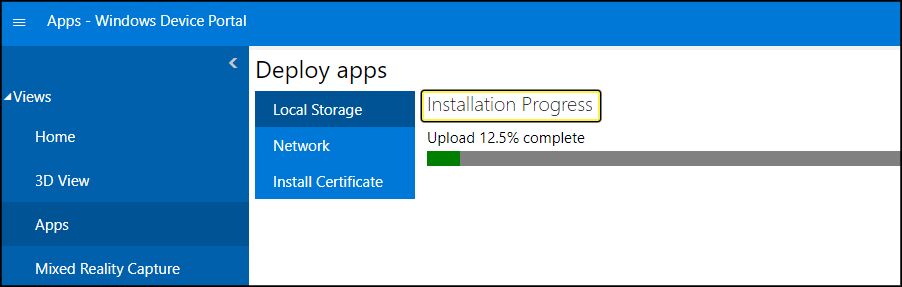 Apps - Windows Device Portal
Views
Home
3D View
Apps
Mixed Reality Capture
Deploy apps
Local Storage
Network
Install Certificate
Installation Progress
Upload 12.5% complete